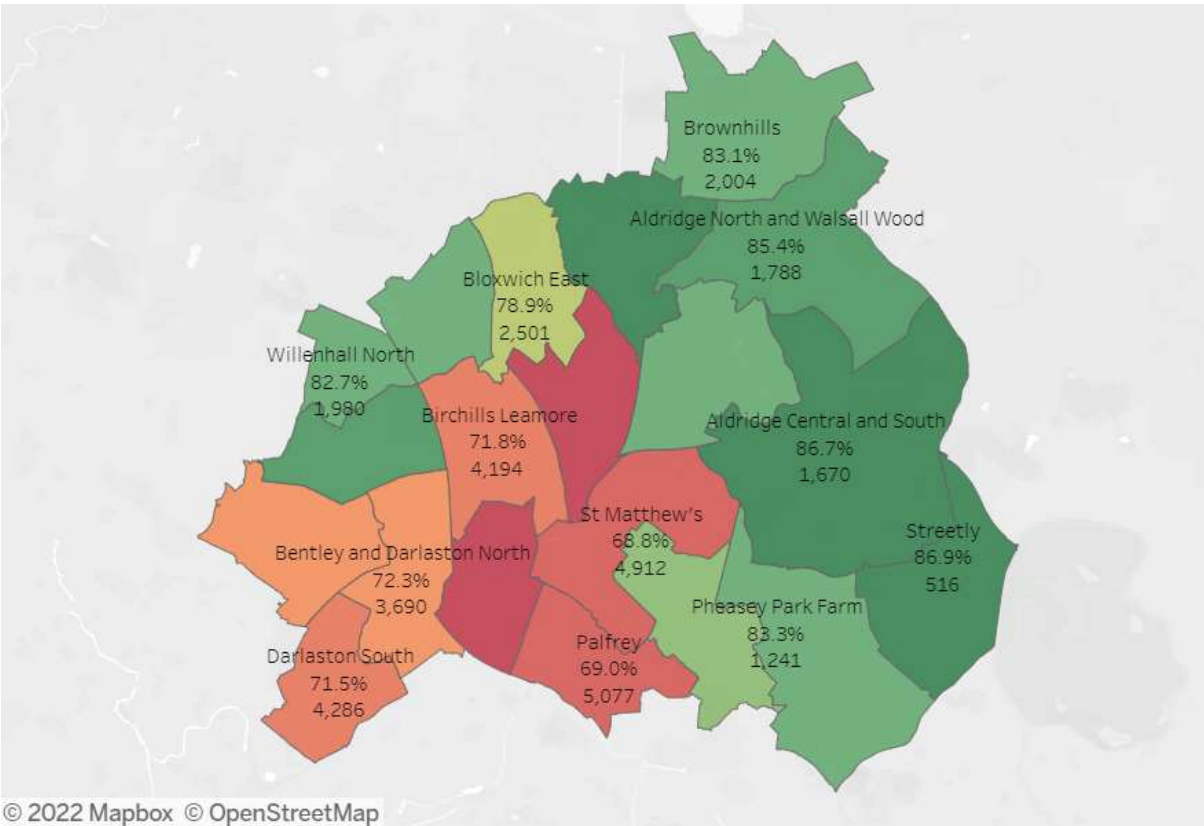 Brownhills
83.1%
2,004
Aldridge North and Walsall Wood
85.4%
1,788
Bloxwich East
78.9%
2,501
Willenhall North
82.7%
1,980
Birchills Leamore
71.8%
4,194
Aldridge Central and South
86.7%
1,670
St Matthew's
68.8%
4,912
Streetly
86.9%
516
Bentley and Darlaston North
72.3%
3,690
Pheasey Park Farm
83.3%
1,241
Palfrey
69.0%
5,077
Darlaston South
71.5%
4,286
© 2022 Mapbox © OpenStreetMap